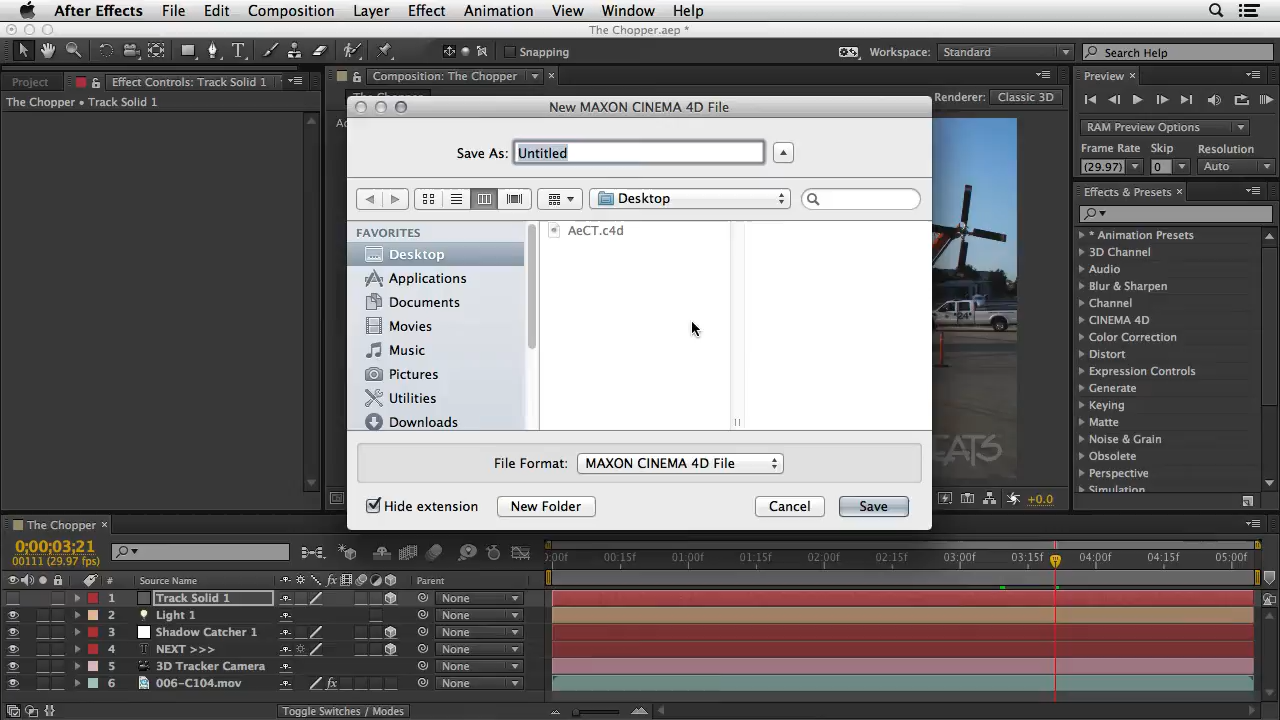 After Effects File Edit Composition Layer Effect Animation View Window Help
The Chopper.aep *
Snapping Workspace: Standard Search Help
Project Effect Controls: Track Solid 1 Composition: The Chopper Preview
The Chopper • Track Solid 1
Renderer: Classic 3D
New MAXON CINEMA 4D File
Save As: Untitled
RAM Preview Options
Frame Rate Skip Resolution
(29.97) 0 Auto
Desktop
Effects & Presets
FAVORITES
Desktop
Applications
Documents
Movies
Music
Pictures
Utilities
Downloads
AeCT.c4d
* Animation Presets
3D Channel
Audio
Blur & Sharpen
Channel
CINEMA 4D
Color Correction
Distort
Expression Controls
Generate
Keying
Matte
Noise & Grain
Obsolete
Perspective
Simulation
24
File Format: MAXON CINEMA 4D File
Hide extension New Folder Cancel Save
+0.0
The Chopper
0;00;03;21
00111 (29.97 fps)
:00f 00:15f 01:00f 01:15f 02:00f 02:15f 03:00f 03:15f 04:00f 04:15f 05:00f
# Source Name Parent
1 Track Solid 1 None
2 Light 1 None
3 Shadow Catcher 1 None
4 T NEXT >>> None
5 3D Tracker Camera None
6 006-C104.mov fx None
Toggle Switches / Modes